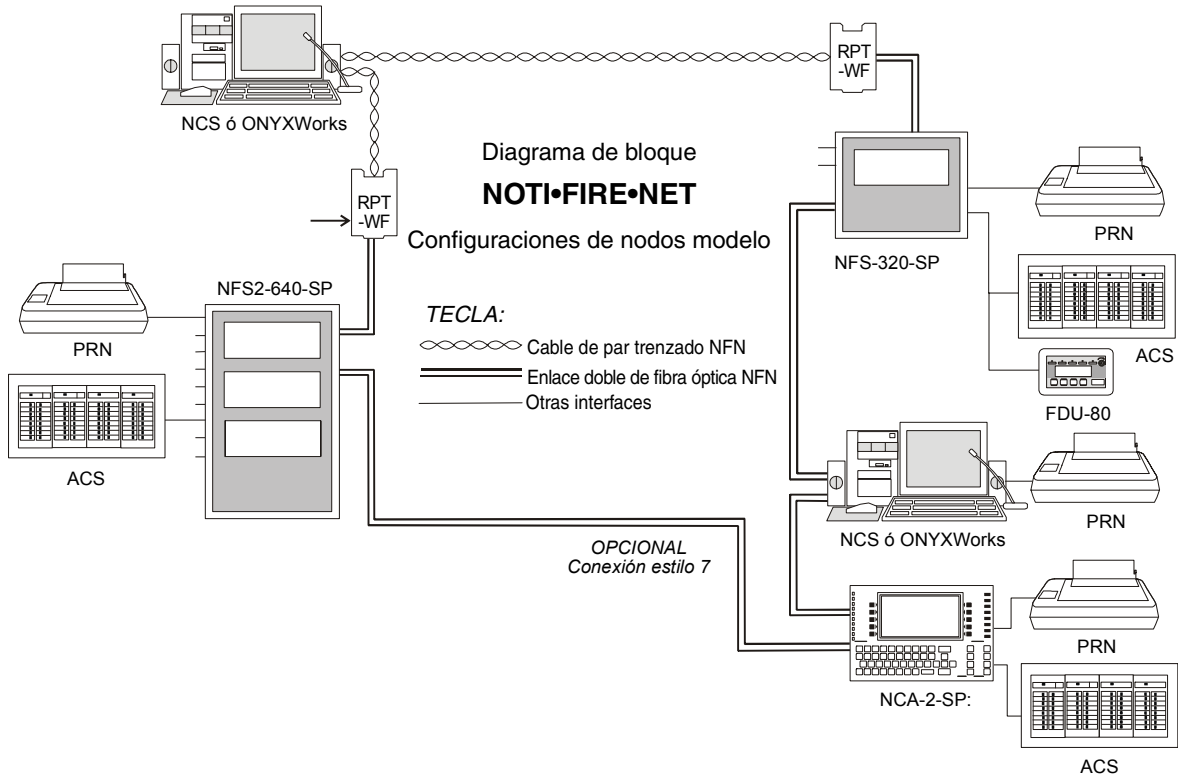 RPT
-WF
NCS ó ONYXWorks
Diagrama de bloque
NOTI•FIRE•NET
Configuraciones de nodos modelo
RPT
-WF
PRN
NFS-320-SP
NFS2-640-SP
TECLA:
Cable de par trenzado NFN
Enlace doble de fibra óptica NFN
Otras interfaces
PRN
ACS
FDU-80
ACS
PRN
NCS ó ONYXWorks
OPCIONAL
Conexión estilo 7
PRN
NCA-2-SP:
ACS